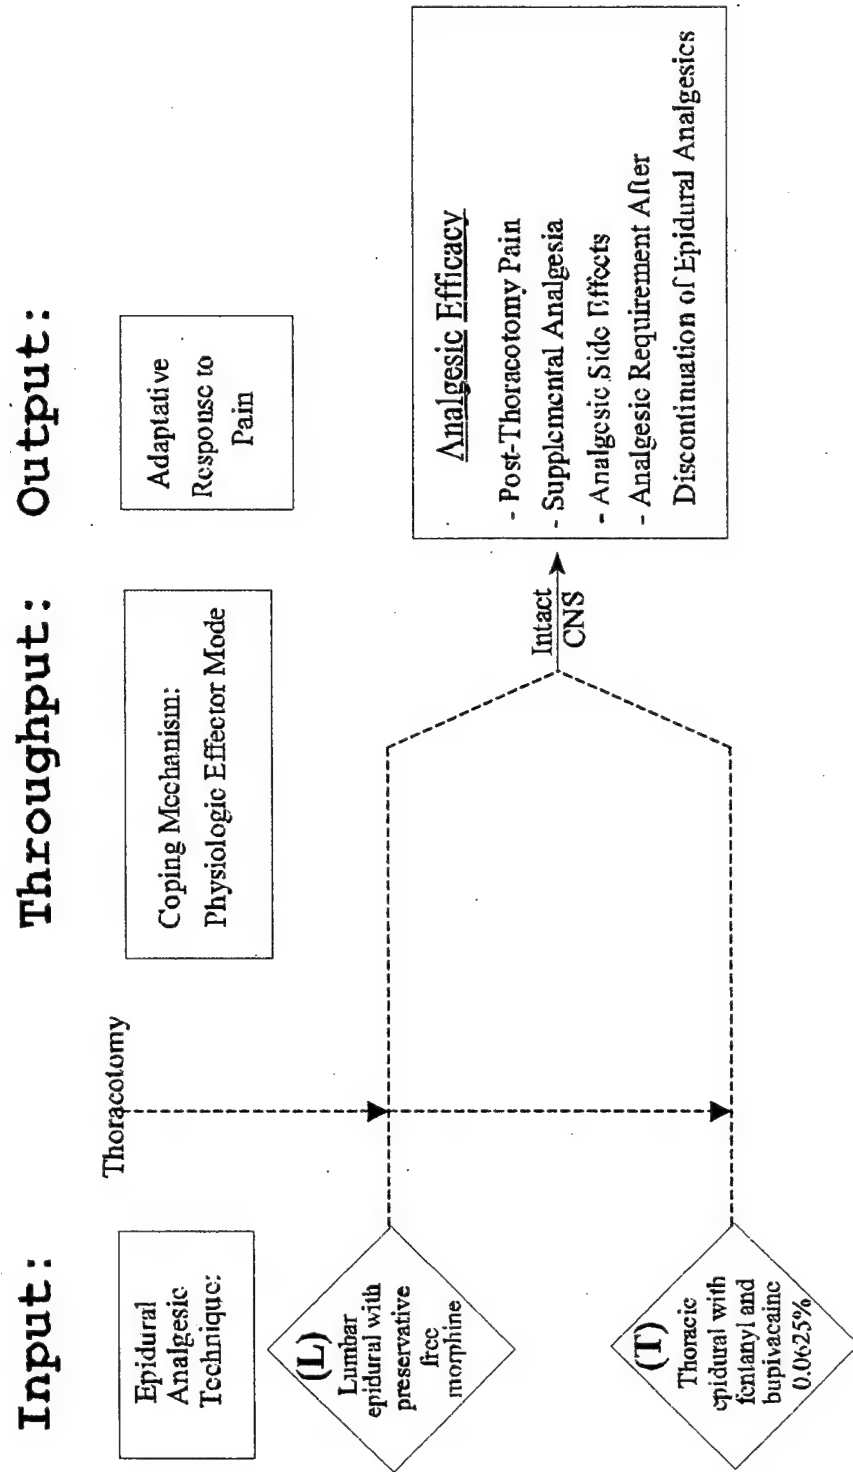 Input:
Throughput:
Output:
Epidural
Analgesic
Technique:
Thoracotomy
Coping Mechanism:
Physiologic Effector Mode
Adaptative
Response to
Pain
(L)
Lumbar
epidural with
preservative
free
morphine
(T)
Thoracic
epidural with
fentanyl and
bupivacaine
0.0625%
Intact
CNS
Analgesic Efficacy
- Post-Thoracotomy Pain
- Supplemental Analgesia
- Analgesic Side Effects
- Analgesic Requirement After
Discontinuation of Epidural Analgesics